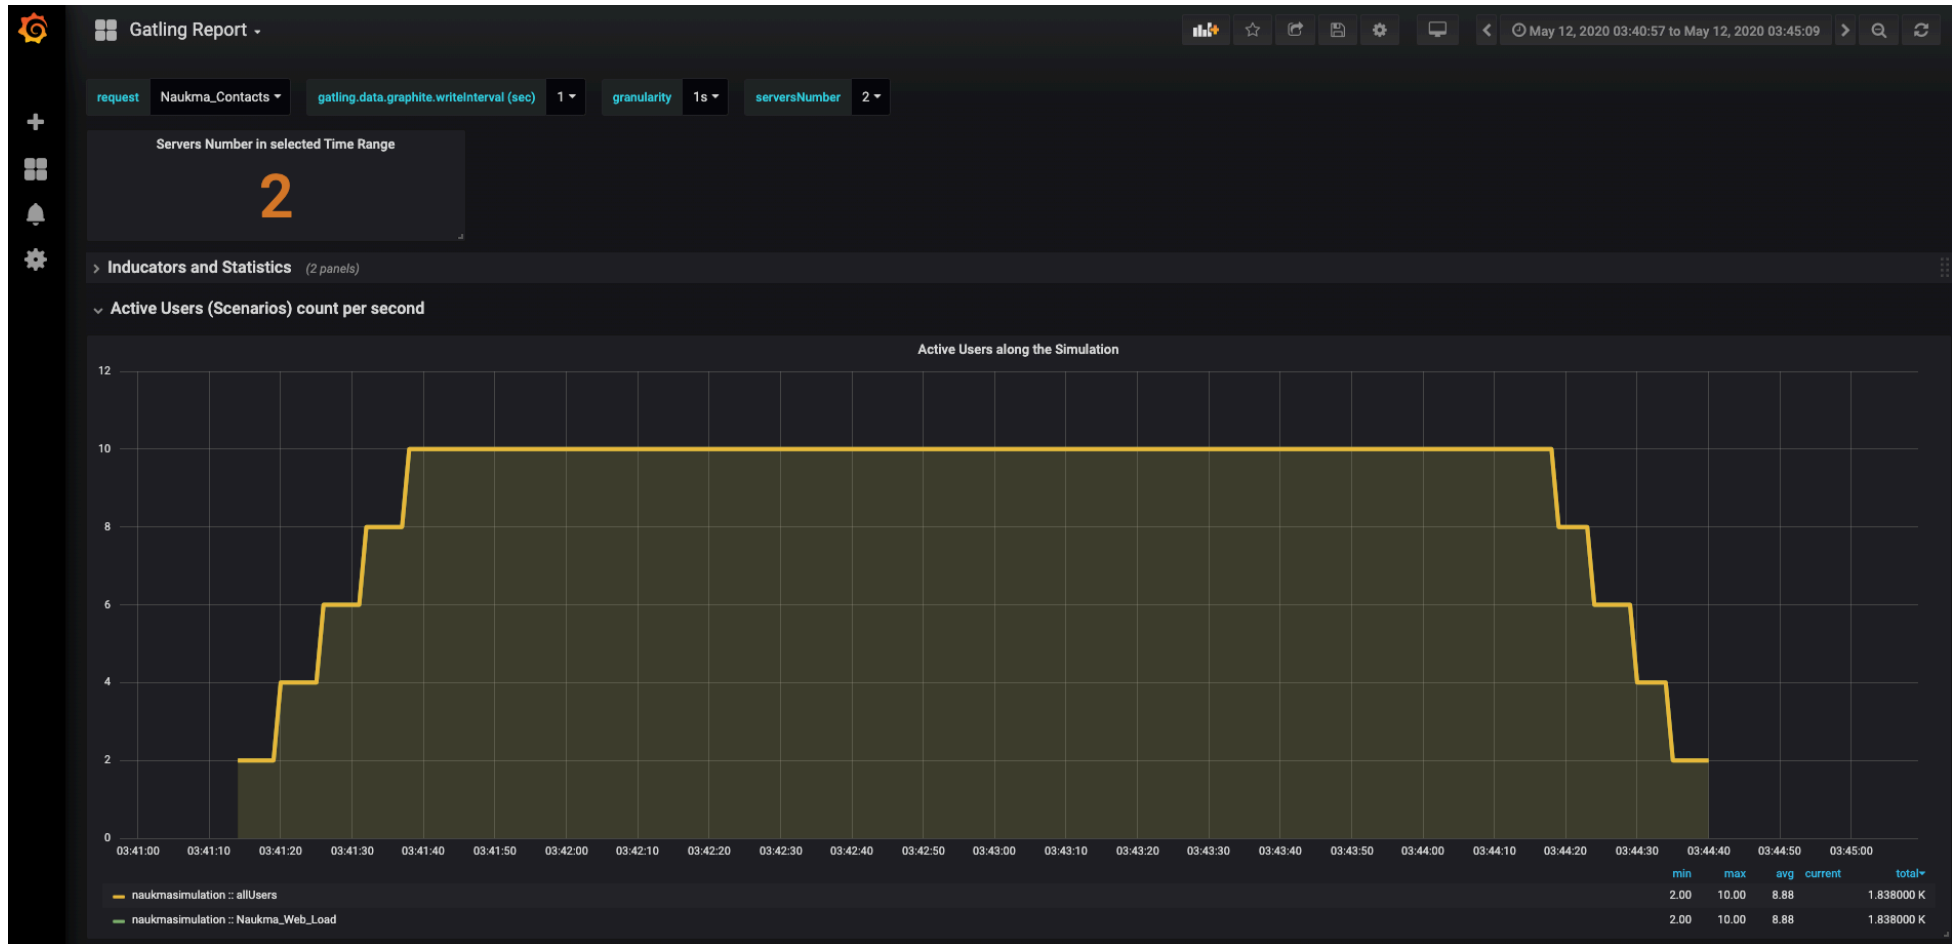 Gatling Report
May 12, 2020 03:40:57 to May 12, 2020 03:45:09
request Naukma_Contacts gatling.data.graphite.writeInterval (sec) 1 granularity 1s serversNumber 2
Servers Number in selected Time Range
2
Inducators and Statistics (2 panels)
Active Users (Scenarios) count per second
Active Users along the Simulation
12
10
8
6
4
2
0
03:41:00 03:41:10 03:41:20 03:41:30 03:41:40 03:41:50 03:42:00 03:42:10 03:42:20 03:42:30 03:42:40 03:42:50 03:43:00 03:43:10 03:43:20 03:43:30 03:43:40 03:43:50 03:44:00 03:44:10 03:44:20 03:44:30 03:44:40 03:44:50 03:45:00
min max avg current total
naukmasimulation :: allUsers 2.00 10.00 8.88 1.838000 K
naukmasimulation :: Naukma_Web_Load 2.00 10.00 8.88 1.838000 K